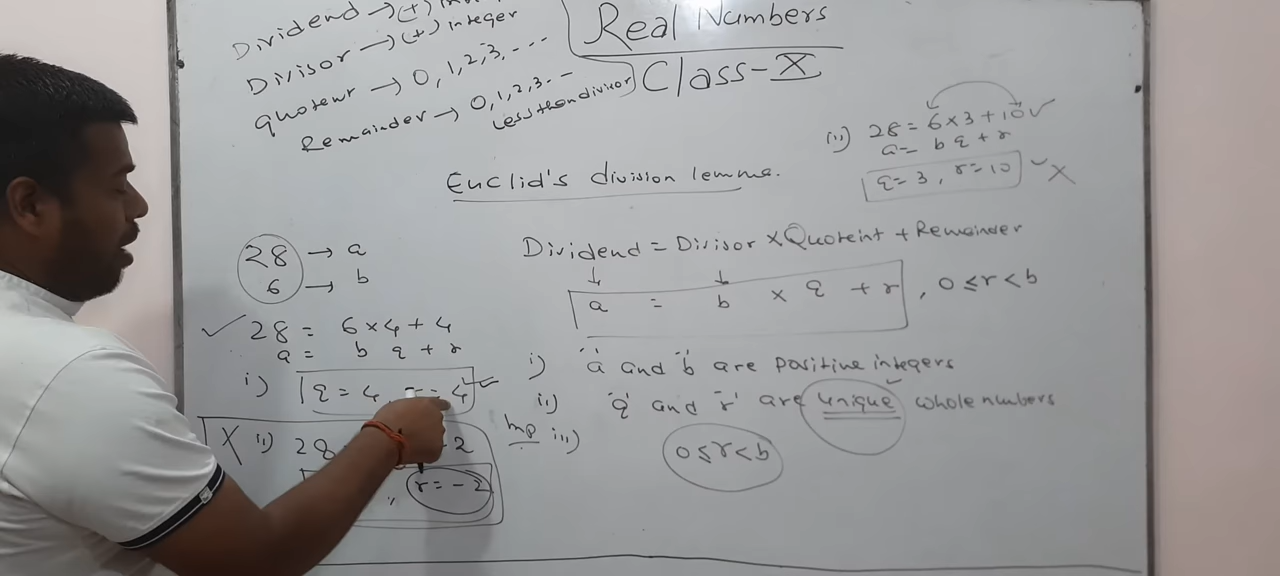 Dividend → (+)
Divisor → (+) integer
quotent → 0, 1, 2, 3, ...
Remainder → 0, 1, 2, 3...
Less than divisor
Real Numbers
Class-X
(ii) 28 = 6 x 3 + 10 ✓
a = b q + r
q = 3, r = 10 ✓ X
Euclid's division lemma.
28 → a
6 → b
✓ 28 = 6 x 4 + 4
a = b q + r
i) q = 4, r = 4 ✓
X ii) 28 - 2
r = -2
Dividend = Divisor x Quoteint + Remainder
↓ ↓
a = b x q + r, 0 ≤ r < b
i) 'a' and 'b' are positive integers
ii) 'q' and 'r' are unique whole numbers
Imp iii) 0 ≤ r < b